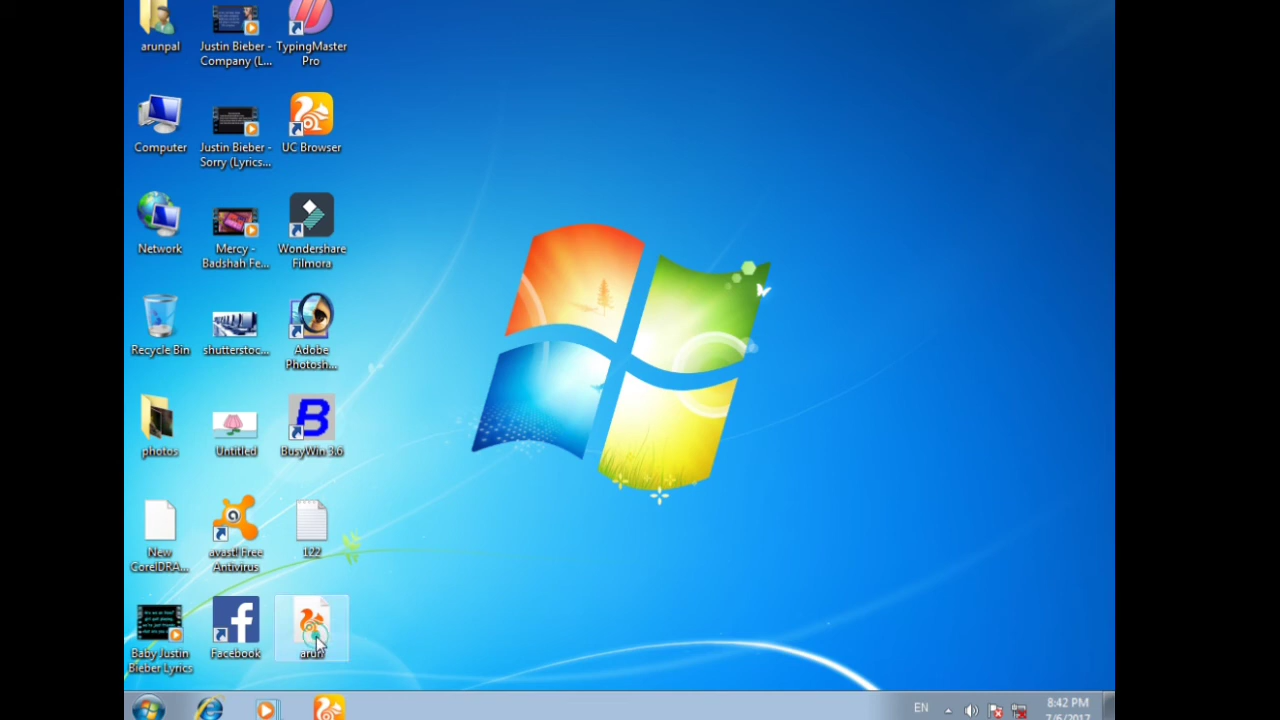 arunpal
Justin Bieber -
Company (L...
TypingMaster
Pro
Computer
Justin Bieber -
Sorry (Lyrics...
UC Browser
Network
Mercy -
Badshah Fe...
Wondershare
Filmora
Recycle Bin
shutterstoc...
Adobe
Photosh...
photos
Untitled
B
BusyWin 3.6
New
CorelDRA...
avast! Free
Antivirus
122
Baby Justin
Bieber Lyrics
Facebook
arun
EN
8:42 PM
7/6/2017